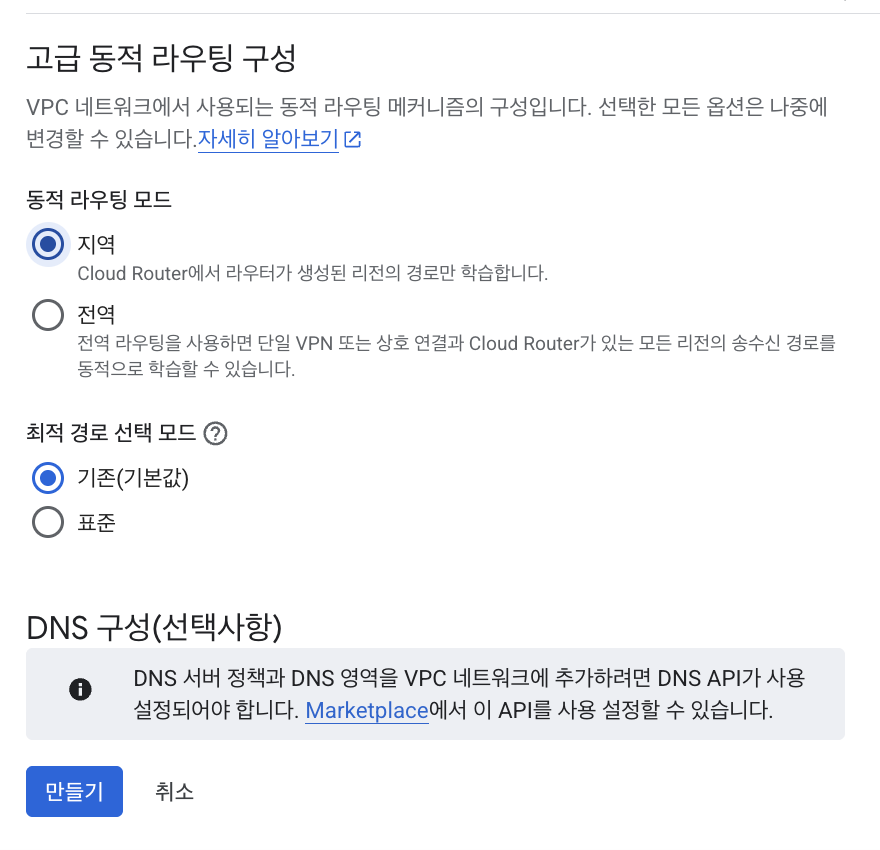 고급 동적 라우팅 구성
VPC 네트워크에서 사용되는 동적 라우팅 메커니즘의 구성입니다. 선택한 모든 옵션은 나중에
변경할 수 있습니다.자세히 알아보기
동적 라우팅 모드
지역
Cloud Router에서 라우터가 생성된 리전의 경로만 학습합니다.
전역
전역 라우팅을 사용하면 단일 VPN 또는 상호 연결과 Cloud Router가 있는 모든 리전의 송수신 경로를
동적으로 학습할 수 있습니다.
최적 경로 선택 모드
기존(기본값)
표준
DNS 구성(선택사항)
DNS 서버 정책과 DNS 영역을 VPC 네트워크에 추가하려면 DNS API가 사용
설정되어야 합니다. Marketplace에서 이 API를 사용 설정할 수 있습니다.
만들기 취소